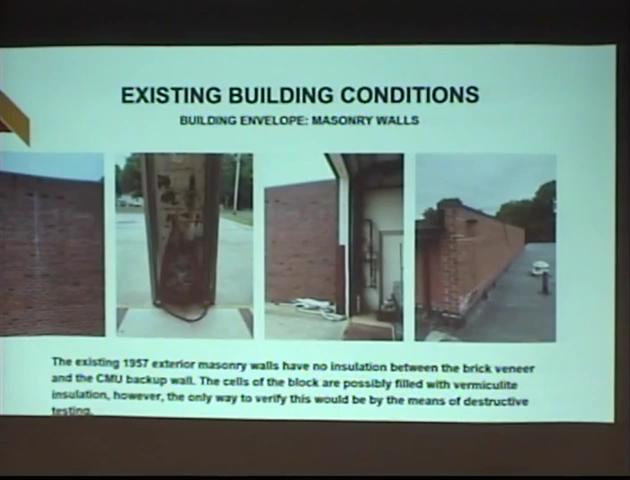 EXISTING BUILDING CONDITIONS
BUILDING ENVELOPE: MASONRY WALLS
The existing 1957 exterior masonry walls have no insulation between the brick veneer
and the CMU backup wall. The cells of the block are possibly filled with vermiculite
insulation, however, the only way to verify this would be by the means of destructive
testing.